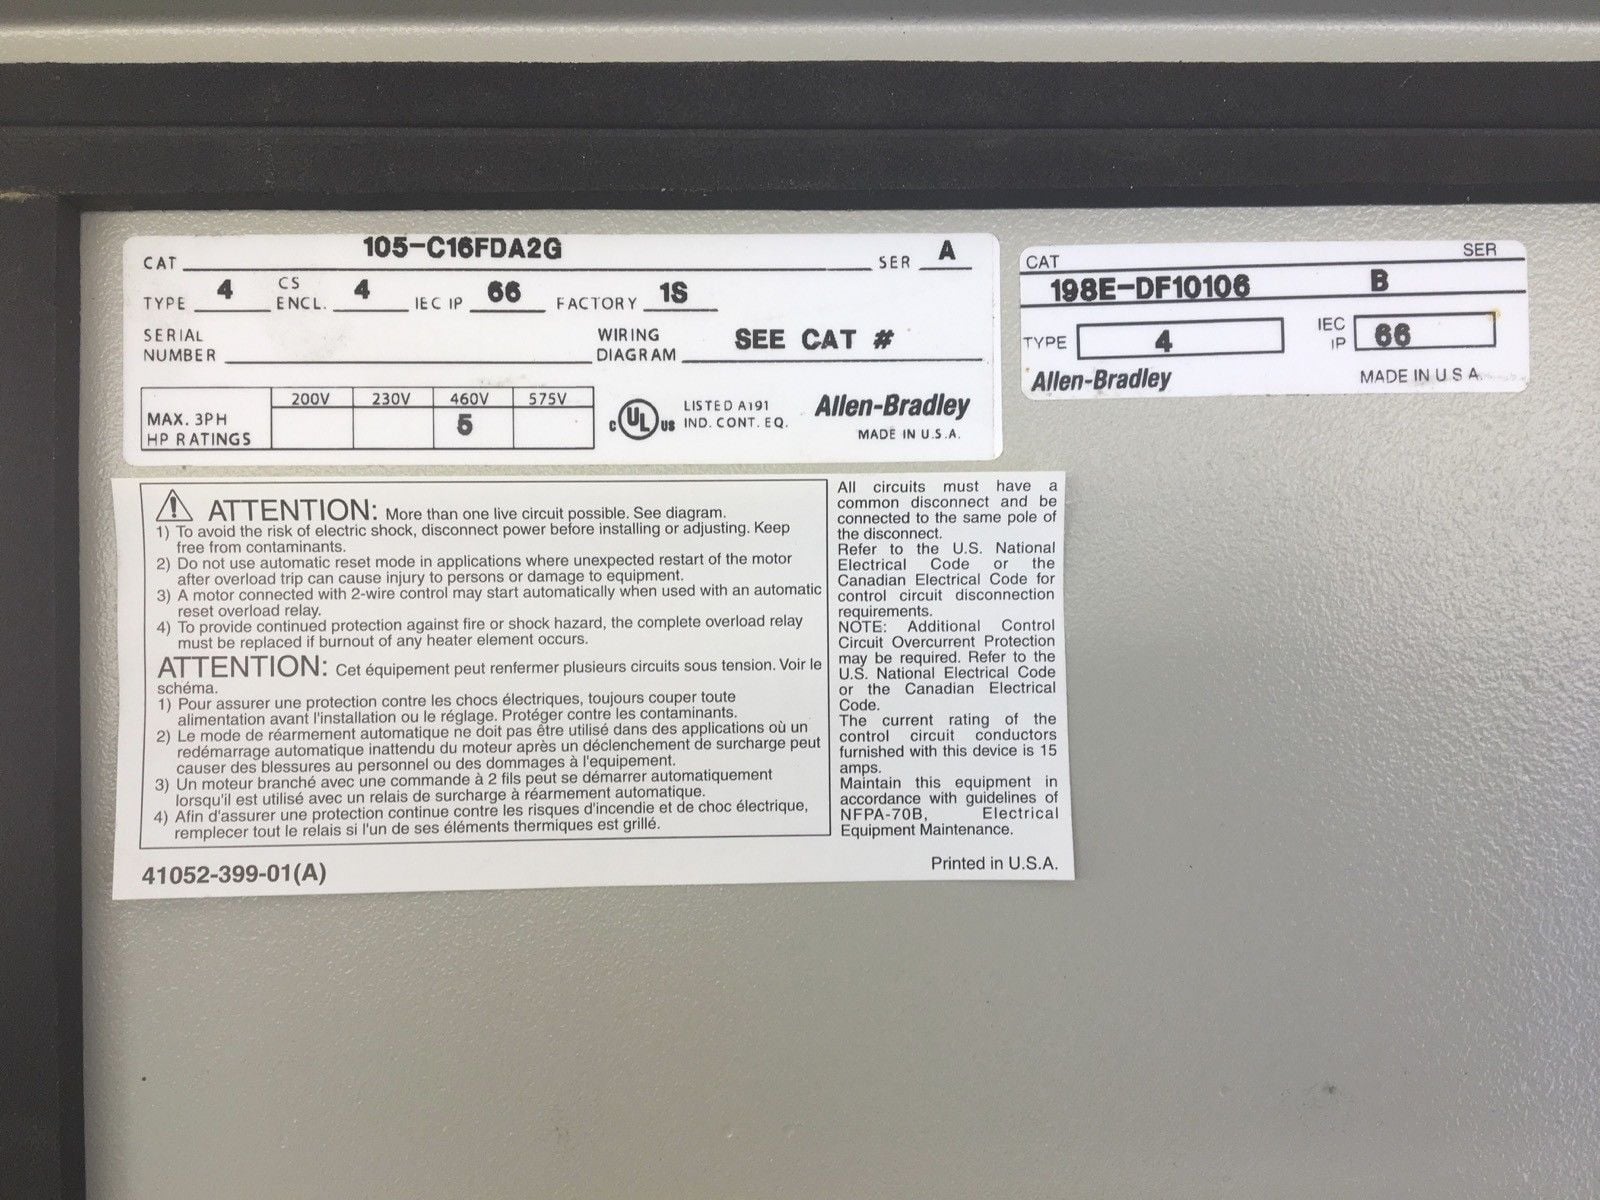 CAT 105-C16FDA2G SER A
TYPE 4 CS ENCL. 4 IEC IP 66 FACTORY 1S
SERIAL NUMBER WIRING DIAGRAM SEE CAT #
200V 230V 460V 575V
MAX. 3PH HP RATINGS 5
c UL US LISTED A191 IND. CONT. EQ.
Allen-Bradley
MADE IN U.S.A.
CAT SER
198E-DF10106 B
TYPE 4 IEC IP 66
Allen-Bradley MADE IN U S A
ATTENTION: More than one live circuit possible. See diagram.
1) To avoid the risk of electric shock, disconnect power before installing or adjusting. Keep
free from contaminants.
2) Do not use automatic reset mode in applications where unexpected restart of the motor
after overload trip can cause injury to persons or damage to equipment.
3) A motor connected with 2-wire control may start automatically when used with an automatic
reset overload relay.
4) To provide continued protection against fire or shock hazard, the complete overload relay
must be replaced if burnout of any heater element occurs.
ATTENTION: Cet équipement peut renfermer plusieurs circuits sous tension. Voir le
schéma.
1) Pour assurer une protection contre les chocs électriques, toujours couper toute
alimentation avant l'installation ou le réglage. Protéger contre les contaminants.
2) Le mode de réarmement automatique ne doit pas être utilisé dans des applications où un
redémarrage automatique inattendu du moteur après un déclenchement de surcharge peut
causer des blessures au personnel ou des dommages à l'equipement.
3) Un moteur branché avec une commande à 2 fils peut se démarrer automatiquement
lorsqu'il est utilisé avec un relais de surcharge à réarmement automatique.
4) Afin d'assurer une protection continue contre les risques d'incendie et de choc électrique,
remplecer tout le relais si l'un de ses éléments thermiques est grillé.
All circuits must have a
common disconnect and be
connected to the same pole of
the disconnect.
Refer to the U.S. National
Electrical Code or the
Canadian Electrical Code for
control circuit disconnection
requirements.
NOTE: Additional Control
Circuit Overcurrent Protection
may be required. Refer to the
U.S. National Electrical Code
or the Canadian Electrical
Code.
The current rating of the
control circuit conductors
furnished with this device is 15
amps.
Maintain this equipment in
accordance with guidelines of
NFPA-70B, Electrical
Equipment Maintenance.
41052-399-01(A)
Printed in U.S.A.